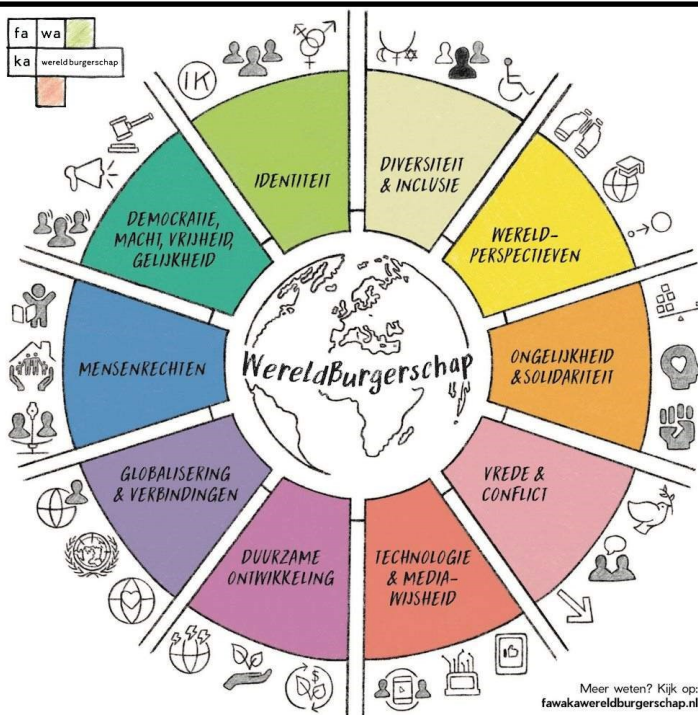 fa wa
ka wereldburgerschap
IK
IDENTITEIT
DIVERSITEIT
& INCLUSIE
WERELD-
PERSPECTIEVEN
ONGELIJKHEID
& SOLIDARITEIT
VREDE &
CONFLICT
TECHNOLOGIE
& MEDIA-
WIJSHEID
DUURZAME
ONTWIKKELING
GLOBALISERING
& VERBINDINGEN
MENSENRECHTEN
DEMOCRATIE,
MACHT, VRIJHEID,
GELIJKHEID
WereldBurgerschap
$
Meer weten? Kijk op:
fawakawereldburgerschap.nl